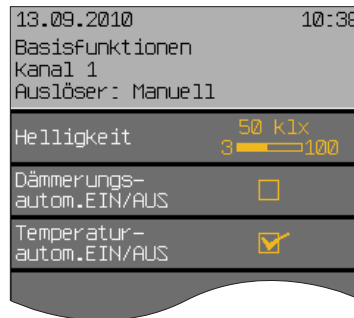 13.09.2010 10:38
Basisfunktionen
Kanal 1
Auslöser: Manuell
Helligkeit
50 klx
3 100
Dämmerungs-
autom.EIN/AUS
Temperatur-
autom.EIN/AUS